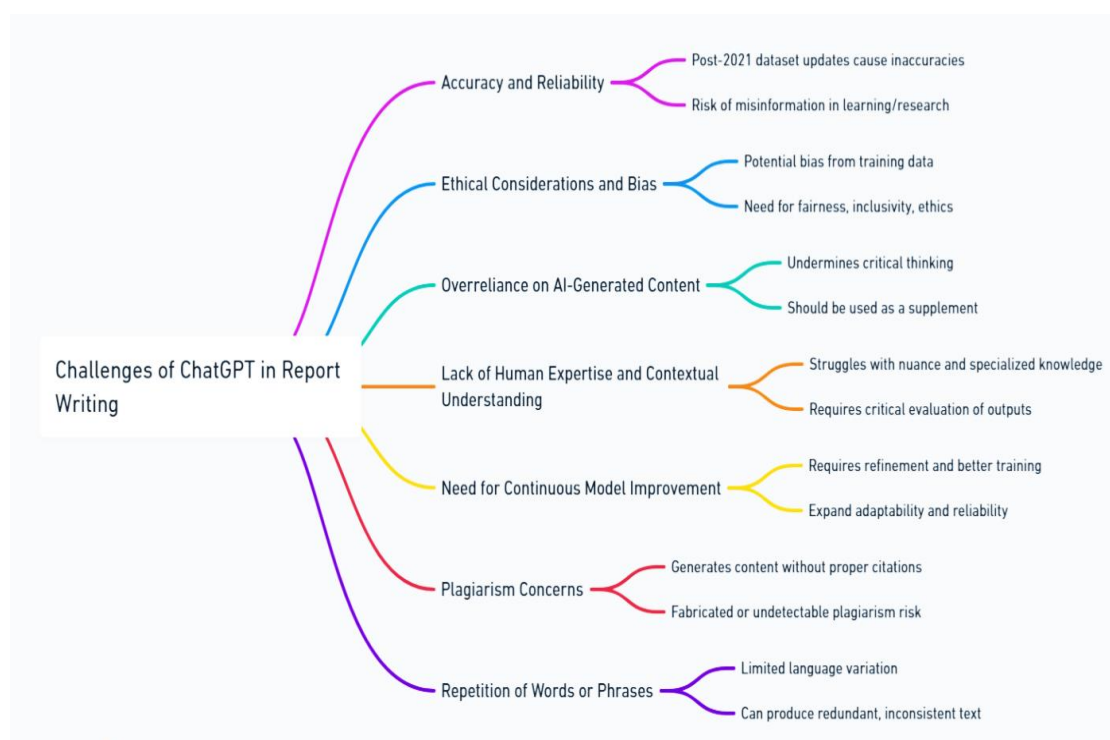 Challenges of ChatGPT in Report
Writing
Accuracy and Reliability
Post-2021 dataset updates cause inaccuracies
Risk of misinformation in learning/research
Ethical Considerations and Bias
Potential bias from training data
Need for fairness, inclusivity, ethics
Overreliance on AI-Generated Content
Undermines critical thinking
Should be used as a supplement
Lack of Human Expertise and Contextual
Understanding
Struggles with nuance and specialized knowledge
Requires critical evaluation of outputs
Need for Continuous Model Improvement
Requires refinement and better training
Expand adaptability and reliability
Plagiarism Concerns
Generates content without proper citations
Fabricated or undetectable plagiarism risk
Repetition of Words or Phrases
Limited language variation
Can produce redundant, inconsistent text